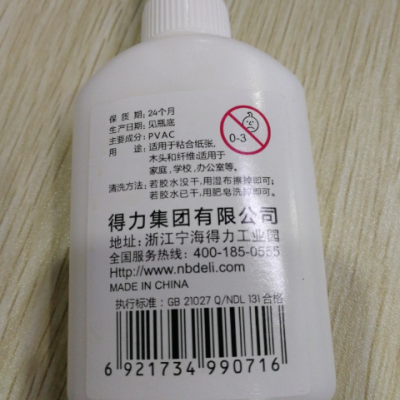 保 质 期: 24个月
生产日期: 见瓶底
主要成分: PVAC
用 途: 适用于粘合纸张,
木头和纤维:适用于
家庭,学校,办公室等。
0-3
清洗方法: 若胶水没干,用湿布擦掉即可;
若胶水已干,用肥皂洗掉即可;
得力集团有限公司
地址: 浙江宁海得力工业园
全国服务热线: 400-185-0555
Http://www.nbdeli.com
MADE IN CHINA
执行标准: GB 21027 Q/NDL 131 合格
6 921734 990716